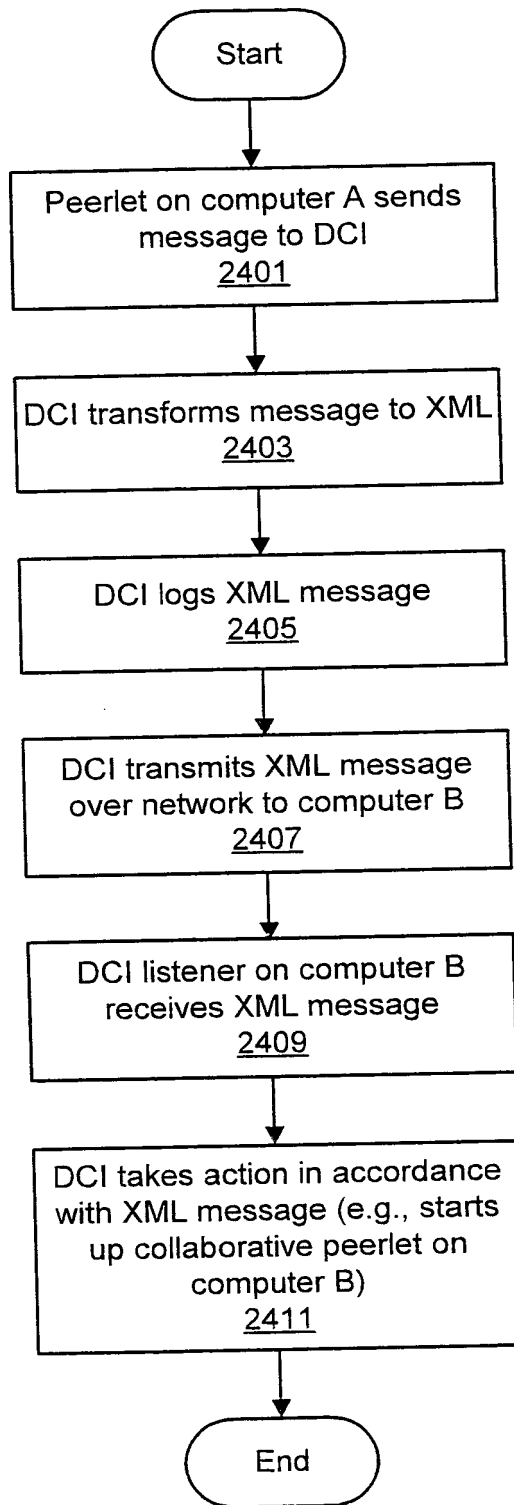 Start
Peerlet on computer A sends
message to DCI
2401
DCI transforms message to XML
2403
DCI logs XML message
2405
DCI transmits XML message
over network to computer B
2407
DCI listener on computer B
receives XML message
2409
DCI takes action in accordance
with XML message (e.g., starts
up collaborative peerlet on
computer B)
2411
End